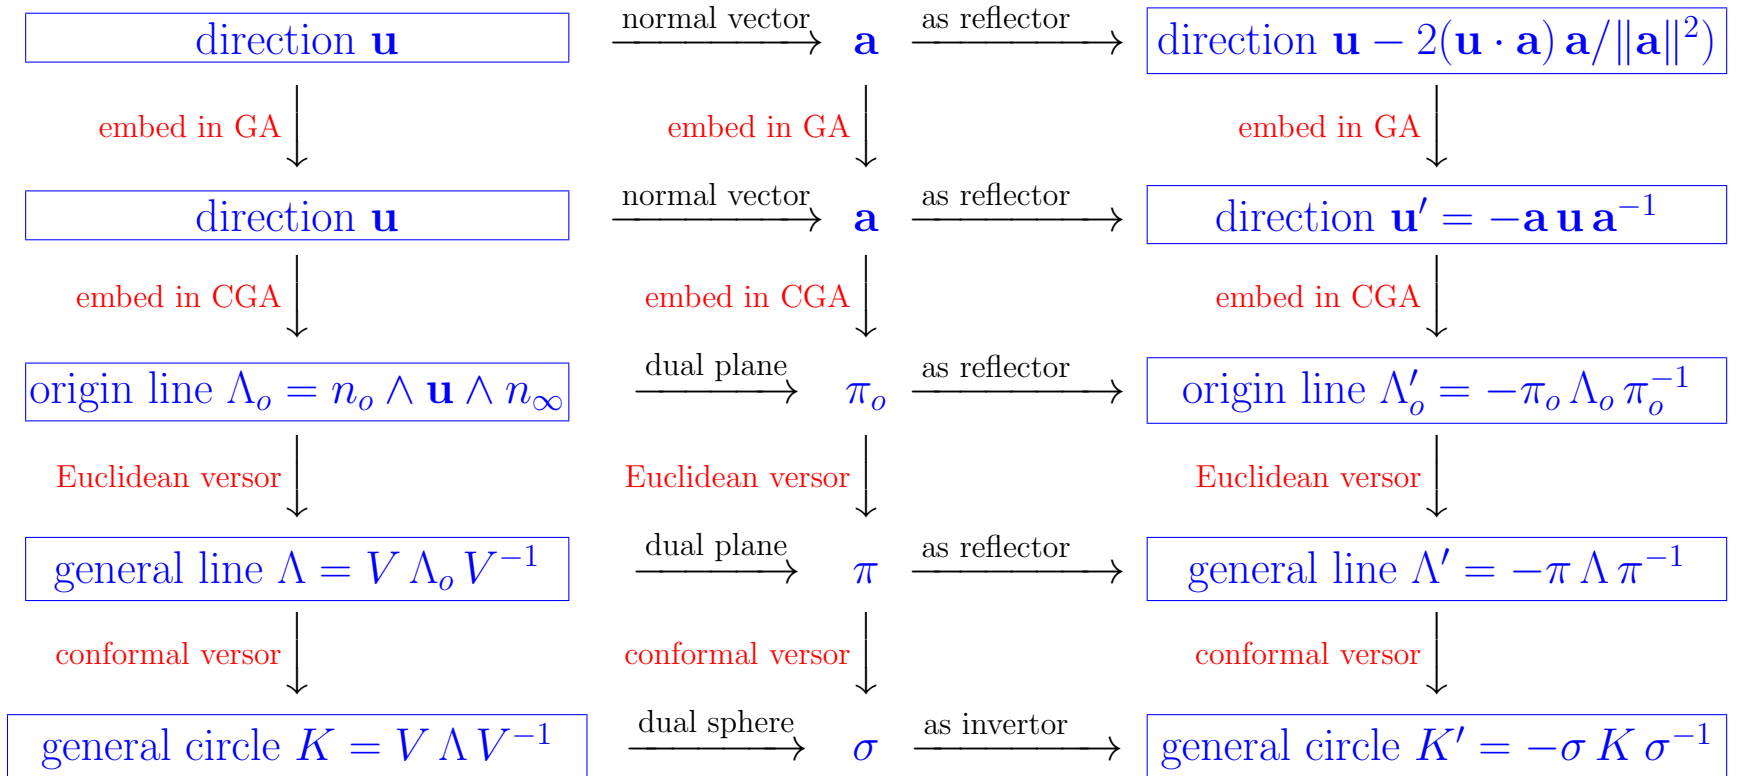 direction u normal vector a as reflector direction u − 2(u · a) a/‖a‖²)
embed in GA embed in GA embed in GA
direction u normal vector a as reflector direction u′ = −a u a⁻¹
embed in CGA embed in CGA embed in CGA
origin line Λₒ = nₒ ∧ u ∧ n∞ dual plane πₒ as reflector origin line Λ′ₒ = −πₒ Λₒ πₒ⁻¹
Euclidean versor Euclidean versor Euclidean versor
general line Λ = V Λₒ V⁻¹ dual plane π as reflector general line Λ′ = −π Λ π⁻¹
conformal versor conformal versor conformal versor
general circle K = V Λ V⁻¹ dual sphere σ as invertor general circle K′ = −σ K σ⁻¹